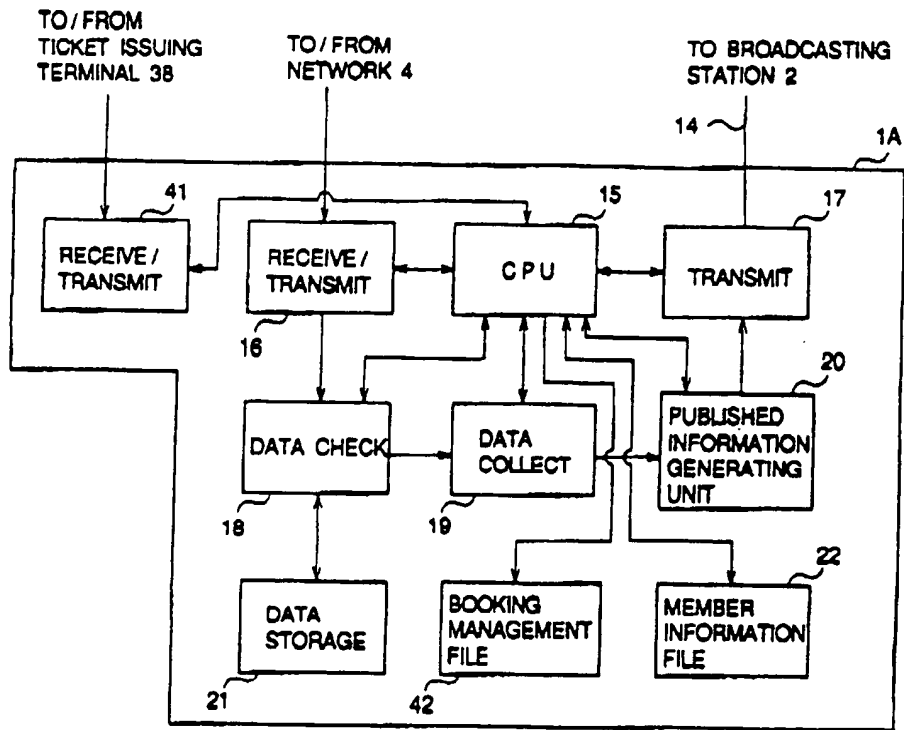 TO/FROM
TICKET ISSUING
TERMINAL 38
TO/FROM
NETWORK 4
TO BROADCASTING
STATION 2
14
1A
41
RECEIVE/
TRANSMIT
RECEIVE/
TRANSMIT
16
15
CPU
17
TRANSMIT
DATA CHECK
18
DATA
COLLECT
19
20
PUBLISHED
INFORMATION
GENERATING
UNIT
DATA
STORAGE
21
BOOKING
MANAGEMENT
FILE
42
22
MEMBER
INFORMATION
FILE